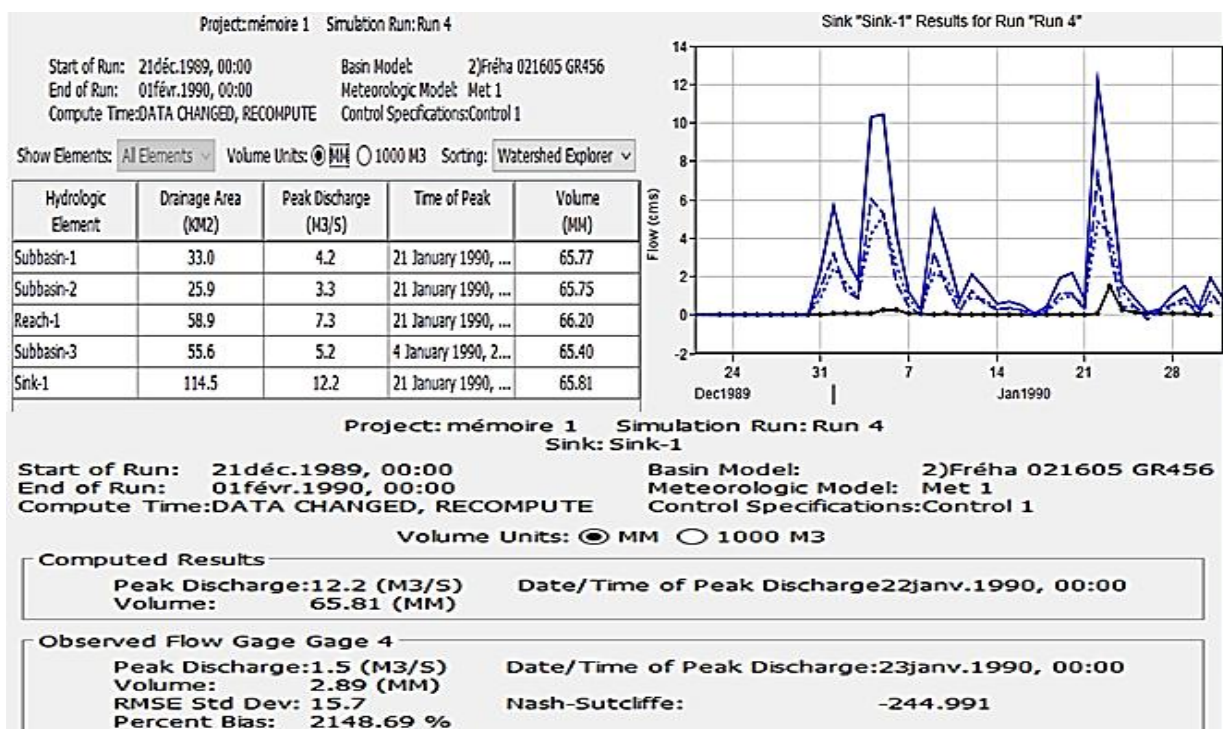 Project:mémoire 1 Simulation Run: Run 4
Start of Run: 21déc.1989, 00:00 Basin Model: 2)Fréha 021605 GR456
End of Run: 01févr.1990, 00:00 Meteorologic Model: Met 1
Compute Time:DATA CHANGED, RECOMPUTE Control Specifications:Control 1
Show Elements: All Elements Volume Units: MM 1000 M3 Sorting: Watershed Explorer
Hydrologic Element Drainage Area (KM2) Peak Discharge (M3/S) Time of Peak Volume (MM)
Subbasin-1 33.0 4.2 21 January 1990, ... 65.77
Subbasin-2 25.9 3.3 21 January 1990, ... 65.75
Reach-1 58.9 7.3 21 January 1990, ... 66.20
Subbasin-3 55.6 5.2 4 January 1990, 2... 65.40
Sink-1 114.5 12.2 21 January 1990, ... 65.81
Sink "Sink-1" Results for Run "Run 4"
14
12
10
8
6
4
2
0
-2
Flow (cms)
24 31 7 14 21 28
Dec1989 Jan1990
Project: mémoire 1 Simulation Run: Run 4
Sink: Sink-1
Start of Run: 21déc.1989, 00:00 Basin Model: 2)Fréha 021605 GR456
End of Run: 01févr.1990, 00:00 Meteorologic Model: Met 1
Compute Time:DATA CHANGED, RECOMPUTE Control Specifications:Control 1
Volume Units: MM 1000 M3
Computed Results
Peak Discharge:12.2 (M3/S) Date/Time of Peak Discharge22janv.1990, 00:00
Volume: 65.81 (MM)
Observed Flow Gage Gage 4
Peak Discharge:1.5 (M3/S) Date/Time of Peak Discharge:23janv.1990, 00:00
Volume: 2.89 (MM)
RMSE Std Dev: 15.7 Nash-Sutcliffe: -244.991
Percent Bias: 2148.69 %